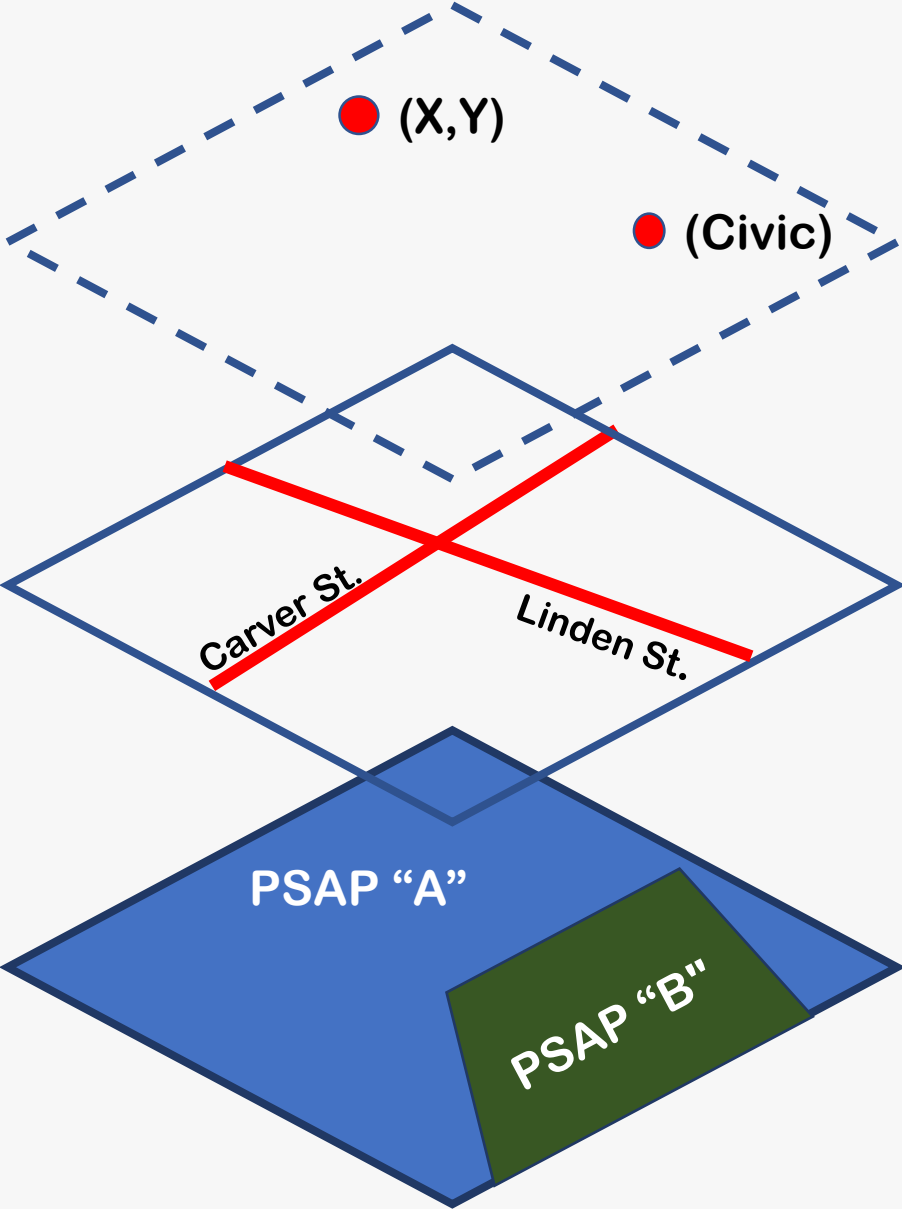 (X,Y)
(Civic)
Carver St.
Linden St.
PSAP “A”
PSAP “B"